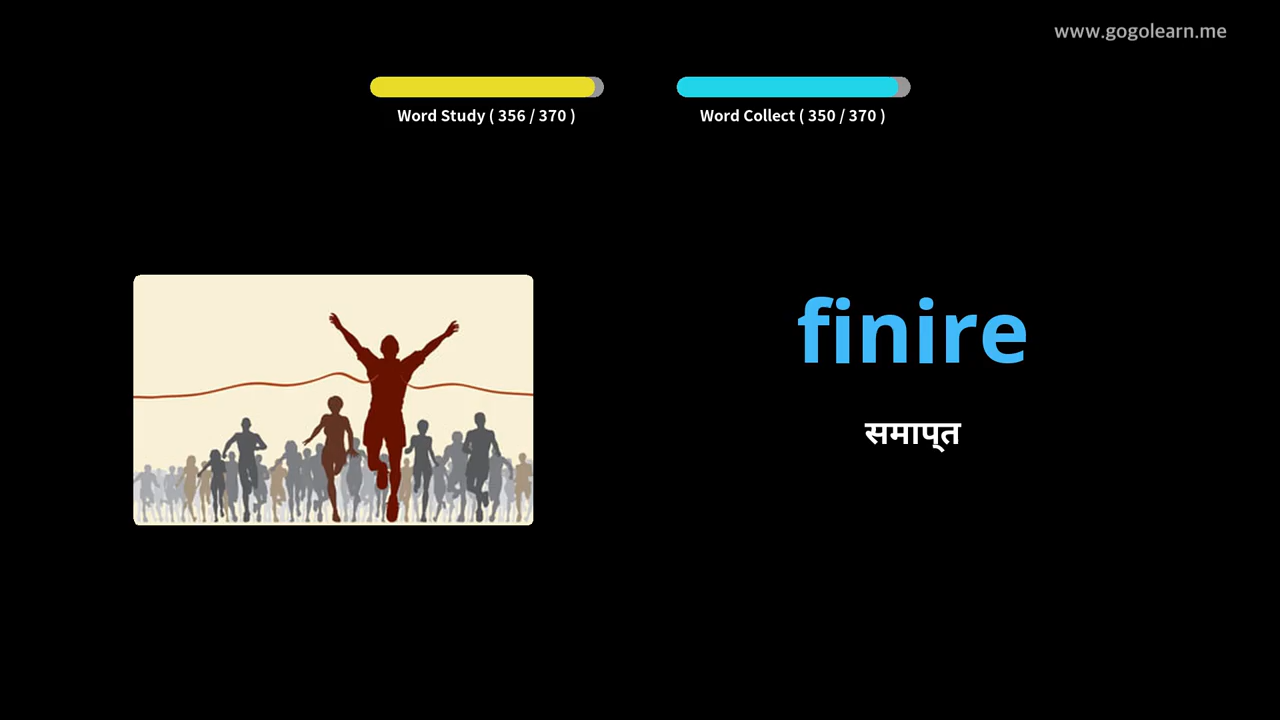 www.gogolearn.me
Word Study ( 356 / 370 )
Word Collect ( 350 / 370 )
finire
समाप्त